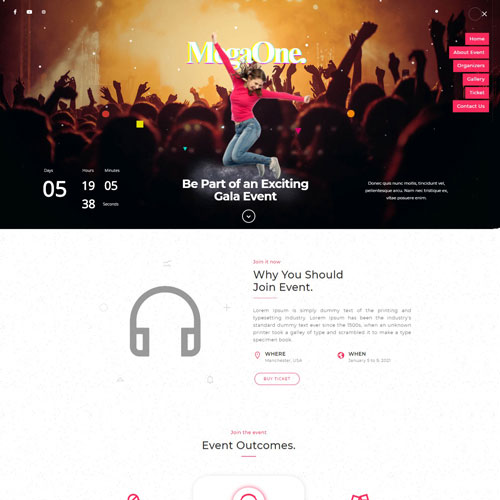 MegaOne.
Home
About Event
Organizers
Gallery
Ticket
Contact Us
Days
Hours
Minutes
05
19
05
38
Seconds
Be Part of an Exciting
Gala Event
Donec quis nunc, tincidunt vel,
pellentesque arcu. Nam nec tristique ex,
vitae posuere enim.
Join it now
Why You Should
Join Event.
Lorem Ipsum is simply dummy text of the printing and
typesetting industry. Lorem Ipsum has been the industry's
standard dummy text ever since the 1500s, when an unknown
printer took a galley of type and scrambled it to make a type
specimen book.
WHERE
Manchester, USA
WHEN
January 5 to 9, 2021
BUY TICKET
Join the event
Event Outcomes.